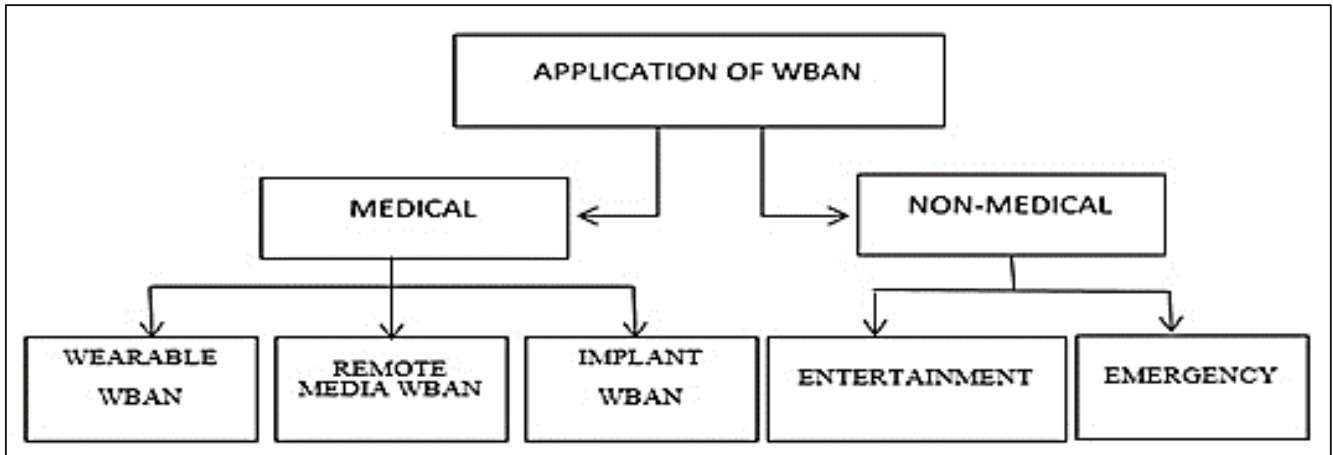 APPLICATION OF WBAN
MEDICAL
NON-MEDICAL
WEARABLE
WBAN
REMOTE
MEDIA WBAN
IMPLANT
WBAN
ENTERTAINMENT
EMERGENCY